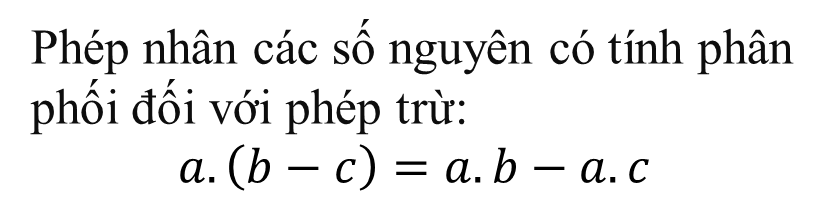 Phép nhân các số nguyên có tính phân
phối đối với phép trừ:
a. (b − c) = a. b − a. c